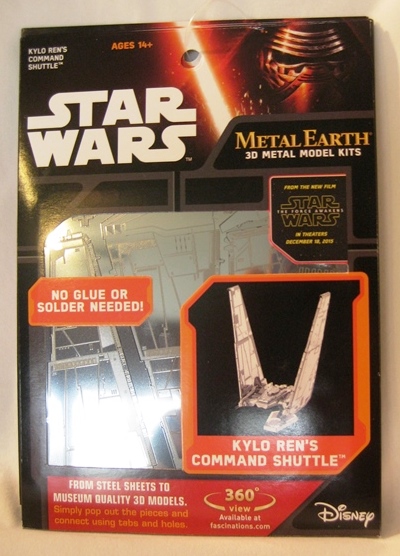 KYLO REN'S
COMMAND
SHUTTLE™
AGES 14+
STAR
WARS™
METAL EARTH®
3D METAL MODEL KITS
FROM THE NEW FILM
STAR
THE FORCE AWAKENS
WARS
IN THEATERS
DECEMBER 18, 2015
NO GLUE OR
SOLDER NEEDED!
KYLO REN'S
COMMAND SHUTTLE™
FROM STEEL SHEETS TO
MUSEUM QUALITY 3D MODELS.
Simply pop out the pieces and
connect using tabs and holes.
360°
view
Available at
fascinations.com
Disney